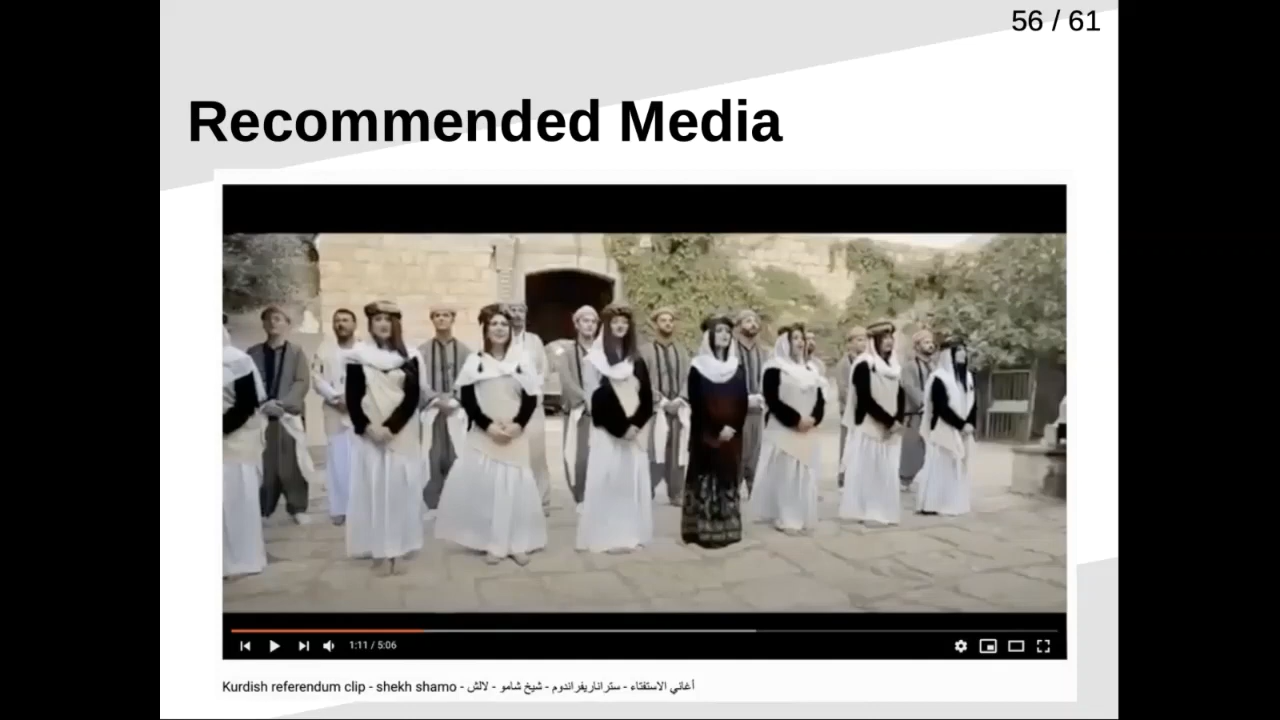 56 / 61
Recommended Media
1:11 / 5:06
Kurdish referendum clip - shekh shamo - أغاني الاستفتاء - ستراناريفراندوم - شيخ شامو - لالش